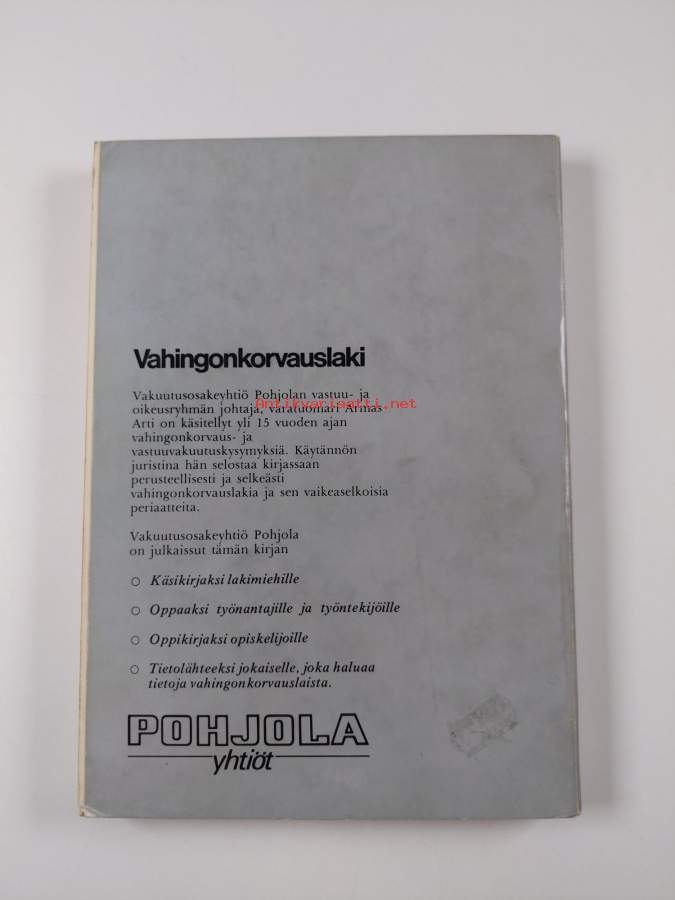 Vahingonkorvauslaki
Vakuutusosakeyhtiö Pohjolan vastuu- ja
oikeusryhmän johtaja, varatuomari Armas
Antikvariaatti.net
Arti on käsitellyt yli 15 vuoden ajan
vahingonkorvaus- ja
vastuuvakuutuskysymyksiä. Käytännön
juristina hän selostaa kirjassaan
perusteellisesti ja selkeästi
vahingonkorvauslakia ja sen vaikeaselkoisia
periaatteita.
Vakuutusosakeyhtiö Pohjola
on julkaissut tämän kirjan
○ Käsikirjaksi lakimiehille
○ Oppaaksi työnantajille ja työntekijöille
○ Oppikirjaksi opiskelijoille
○ Tietolähteeksi jokaiselle, joka haluaa
tietoja vahingonkorvauslaista.
POHJOLA
yhtiöt